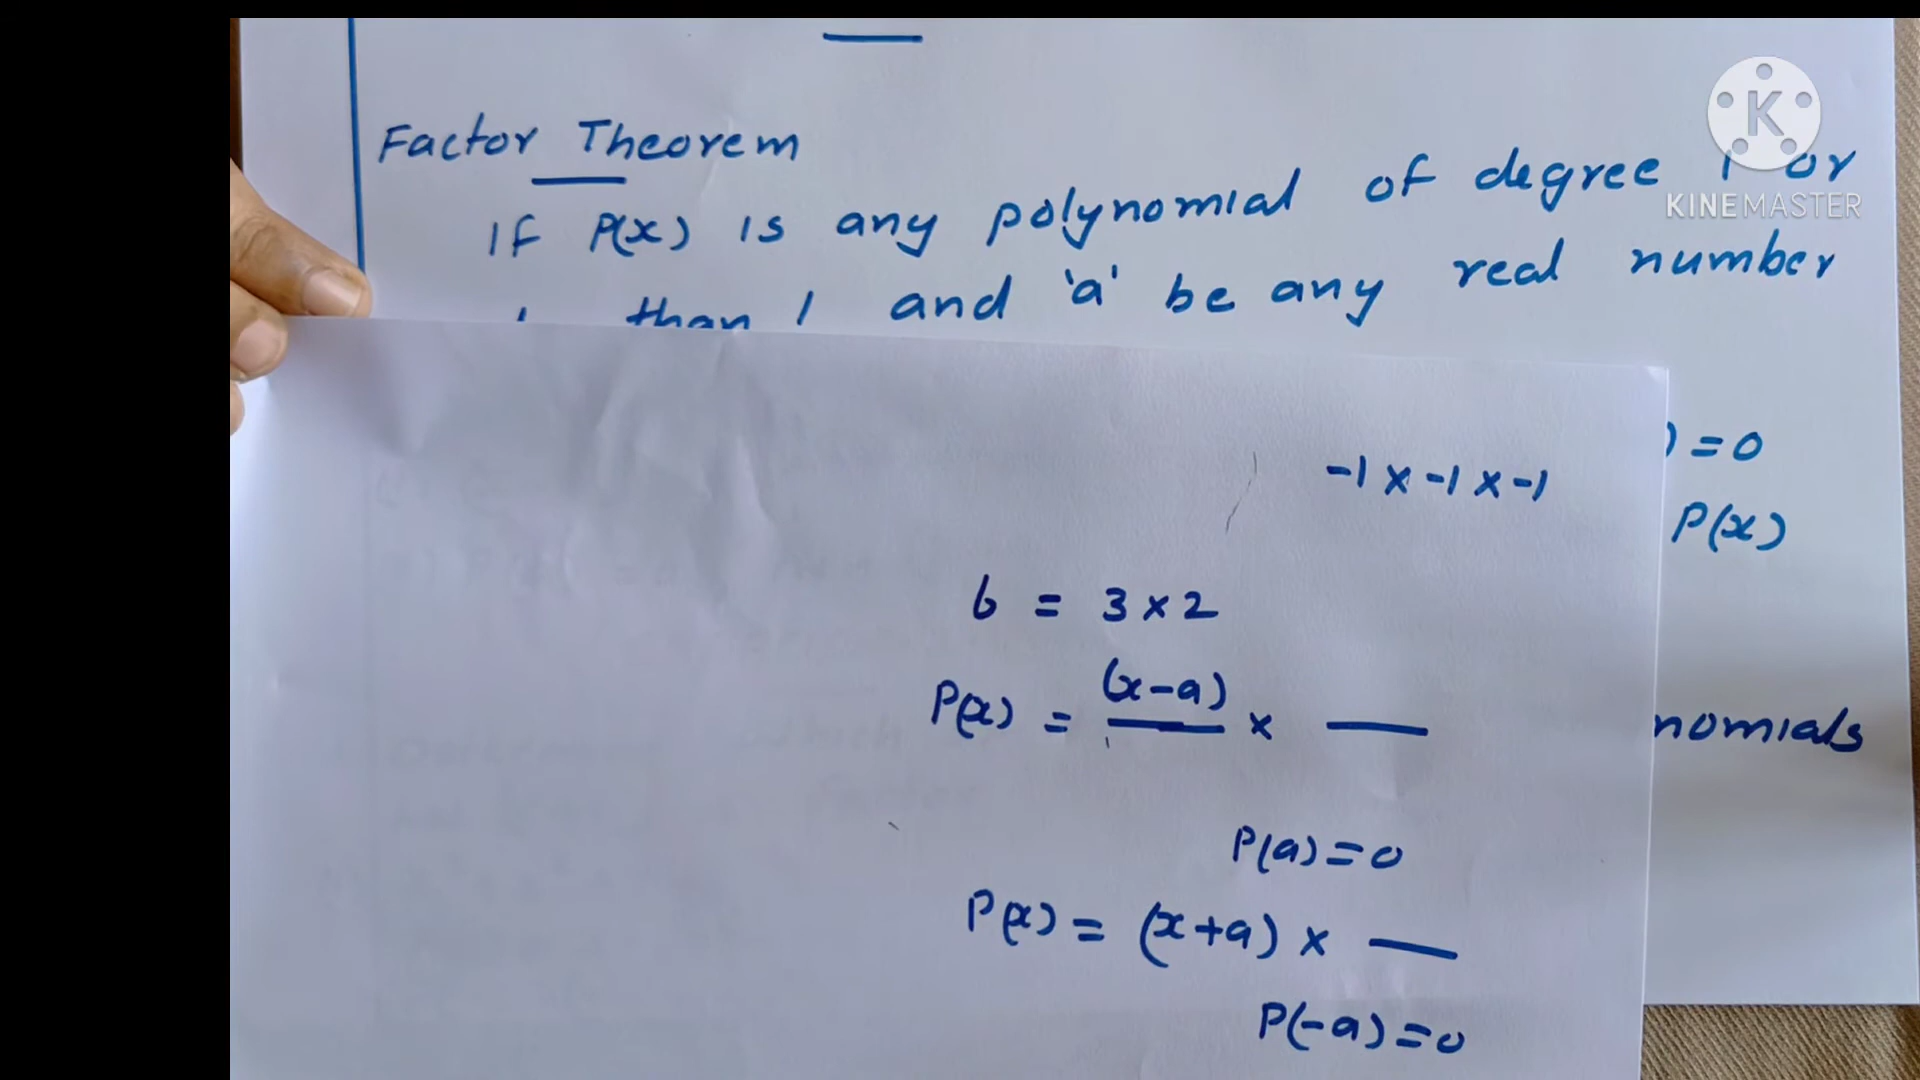 Factor Theorem
If P(x) is any polynomial of degree 1 or
than 1 and 'a' be any real number
) = 0
-1 x -1 x -1
P(x)
6 = 3 x 2
P(x) = (x-a) x
nomials
P(a) = 0
P(x) = (x+a) x
P(-a) = 0
K
KINEMASTER